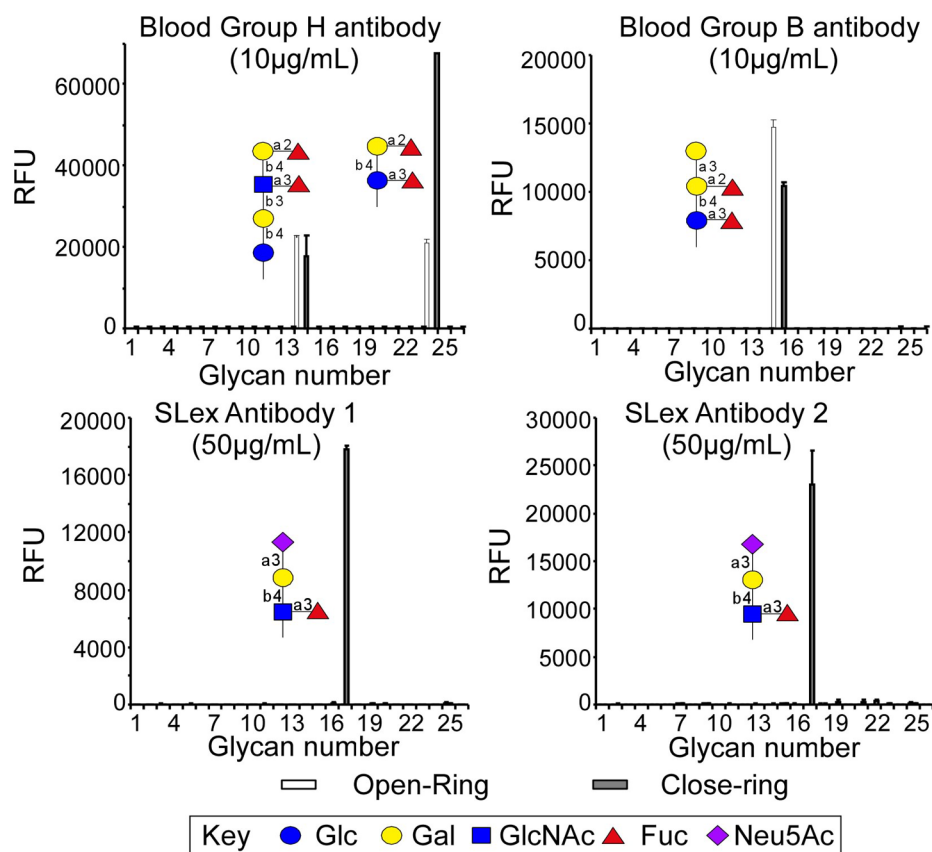 Blood Group H antibody
(10µg/mL)
RFU
60000
40000
20000
0
a2
b4
a3
b3
b4
a2
b4
a3
1 4 7 10 13 16 19 22 25
Glycan number
Blood Group B antibody
(10µg/mL)
RFU
20000
15000
10000
5000
0
a3
a2
b4
a3
1 4 7 10 13 16 19 22 25
Glycan number
SLex Antibody 1
(50µg/mL)
RFU
20000
16000
12000
8000
4000
0
a3
b4
a3
1 4 7 10 13 16 19 22 25
Glycan number
SLex Antibody 2
(50µg/mL)
RFU
30000
25000
20000
15000
10000
5000
0
a3
b4
a3
1 4 7 10 13 16 19 22 25
Glycan number
Open-Ring Close-ring
Key Glc Gal GlcNAc Fuc Neu5Ac